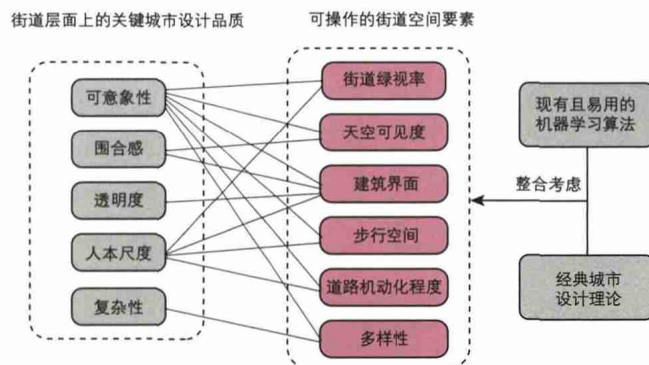 街道层面上的关键城市设计品质
可操作的街道空间要素
可意象性
围合感
透明度
人本尺度
复杂性
街道绿视率
天空可见度
建筑界面
步行空间
道路机动化程度
多样性
整合考虑
现有且易用的
机器学习算法
经典城市
设计理论